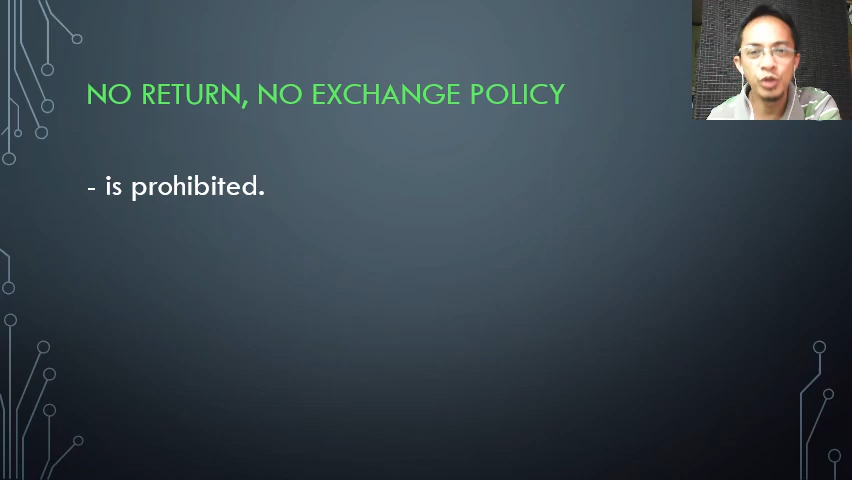 NO RETURN, NO EXCHANGE POLICY
- is prohibited.